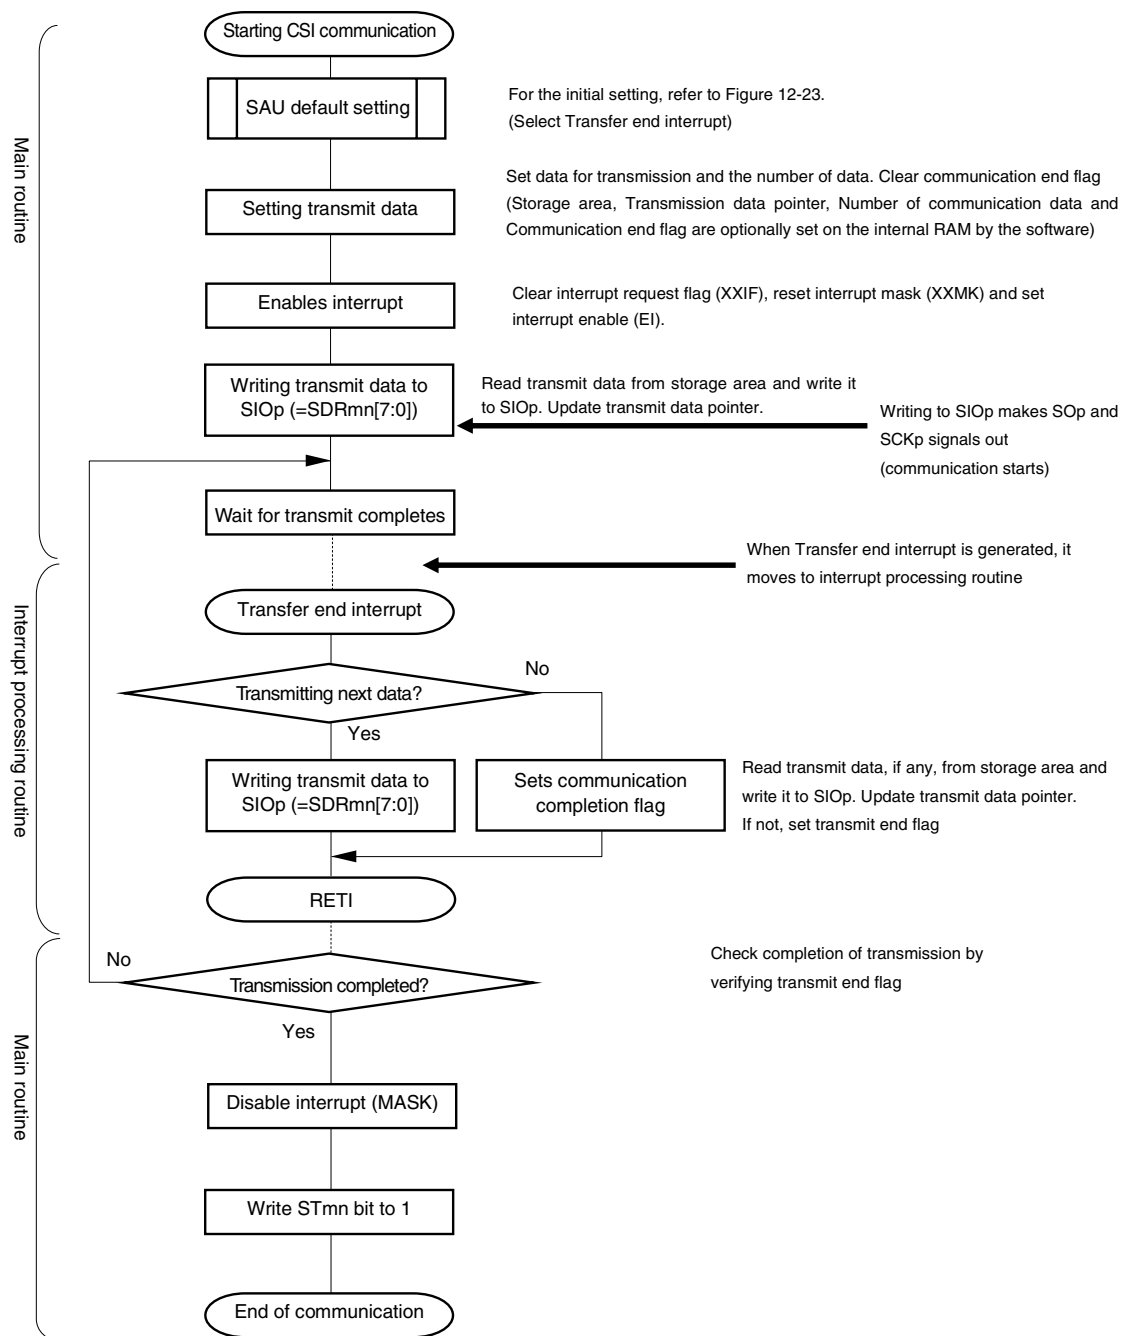 Starting CSI communication
Main routine
SAU default setting
For the initial setting, refer to Figure 12-23.
(Select Transfer end interrupt)
Setting transmit data
Set data for transmission and the number of data. Clear communication end flag
(Storage area, Transmission data pointer, Number of communication data and
Communication end flag are optionally set on the internal RAM by the software)
Enables interrupt
Clear interrupt request flag (XXIF), reset interrupt mask (XXMK) and set
interrupt enable (EI).
Writing transmit data to
SIOp (=SDRmn[7:0])
Read transmit data from storage area and write it
to SIOp. Update transmit data pointer.
Writing to SIOp makes SOp and
SCKp signals out
(communication starts)
Wait for transmit completes
When Transfer end interrupt is generated, it
moves to interrupt processing routine
Interrupt processing routine
Transfer end interrupt
Transmitting next data?
No
Yes
Writing transmit data to
SIOp (=SDRmn[7:0])
Sets communication
completion flag
Read transmit data, if any, from storage area and
write it to SIOp. Update transmit data pointer.
If not, set transmit end flag
RETI
Main routine
No
Transmission completed?
Check completion of transmission by
verifying transmit end flag
Yes
Disable interrupt (MASK)
Write STmn bit to 1
End of communication